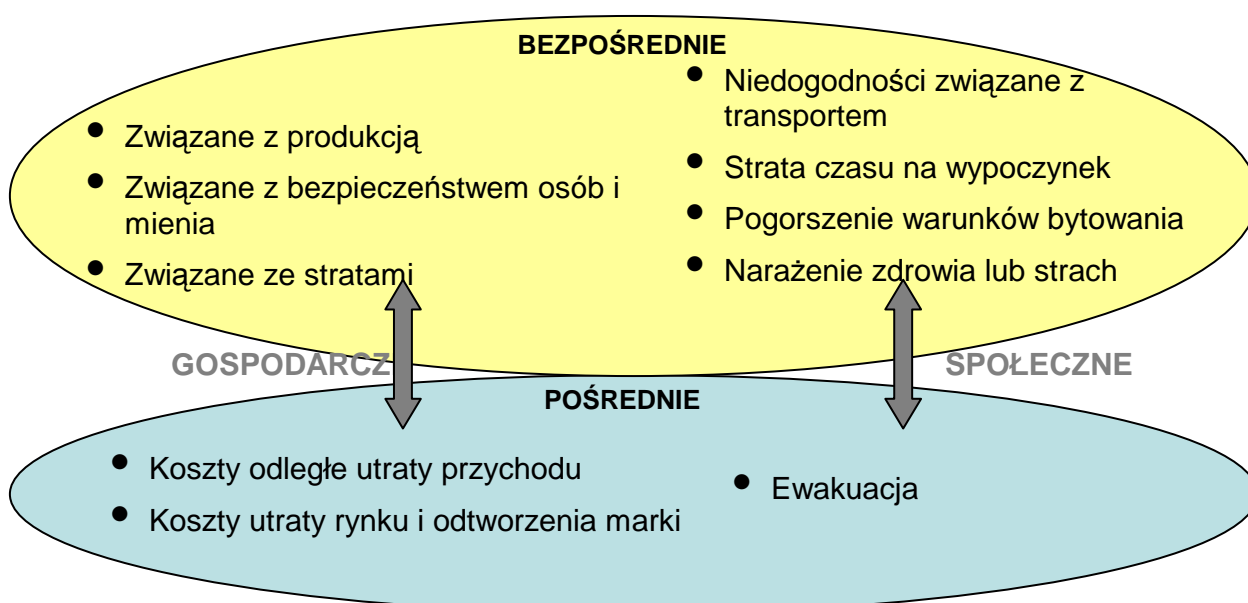 BEZPOŚREDNIE
Związane z produkcją
Związane z bezpieczeństwem osób i
mienia
Związane ze stratami
Niedogodności związane z
transportem
Strata czasu na wypoczynek
Pogorszenie warunków bytowania
Narażenie zdrowia lub strach
GOSPODARCZ
SPOŁECZNE
POŚREDNIE
Koszty odległe utraty przychodu
Koszty utraty rynku i odtworzenia marki
Ewakuacja